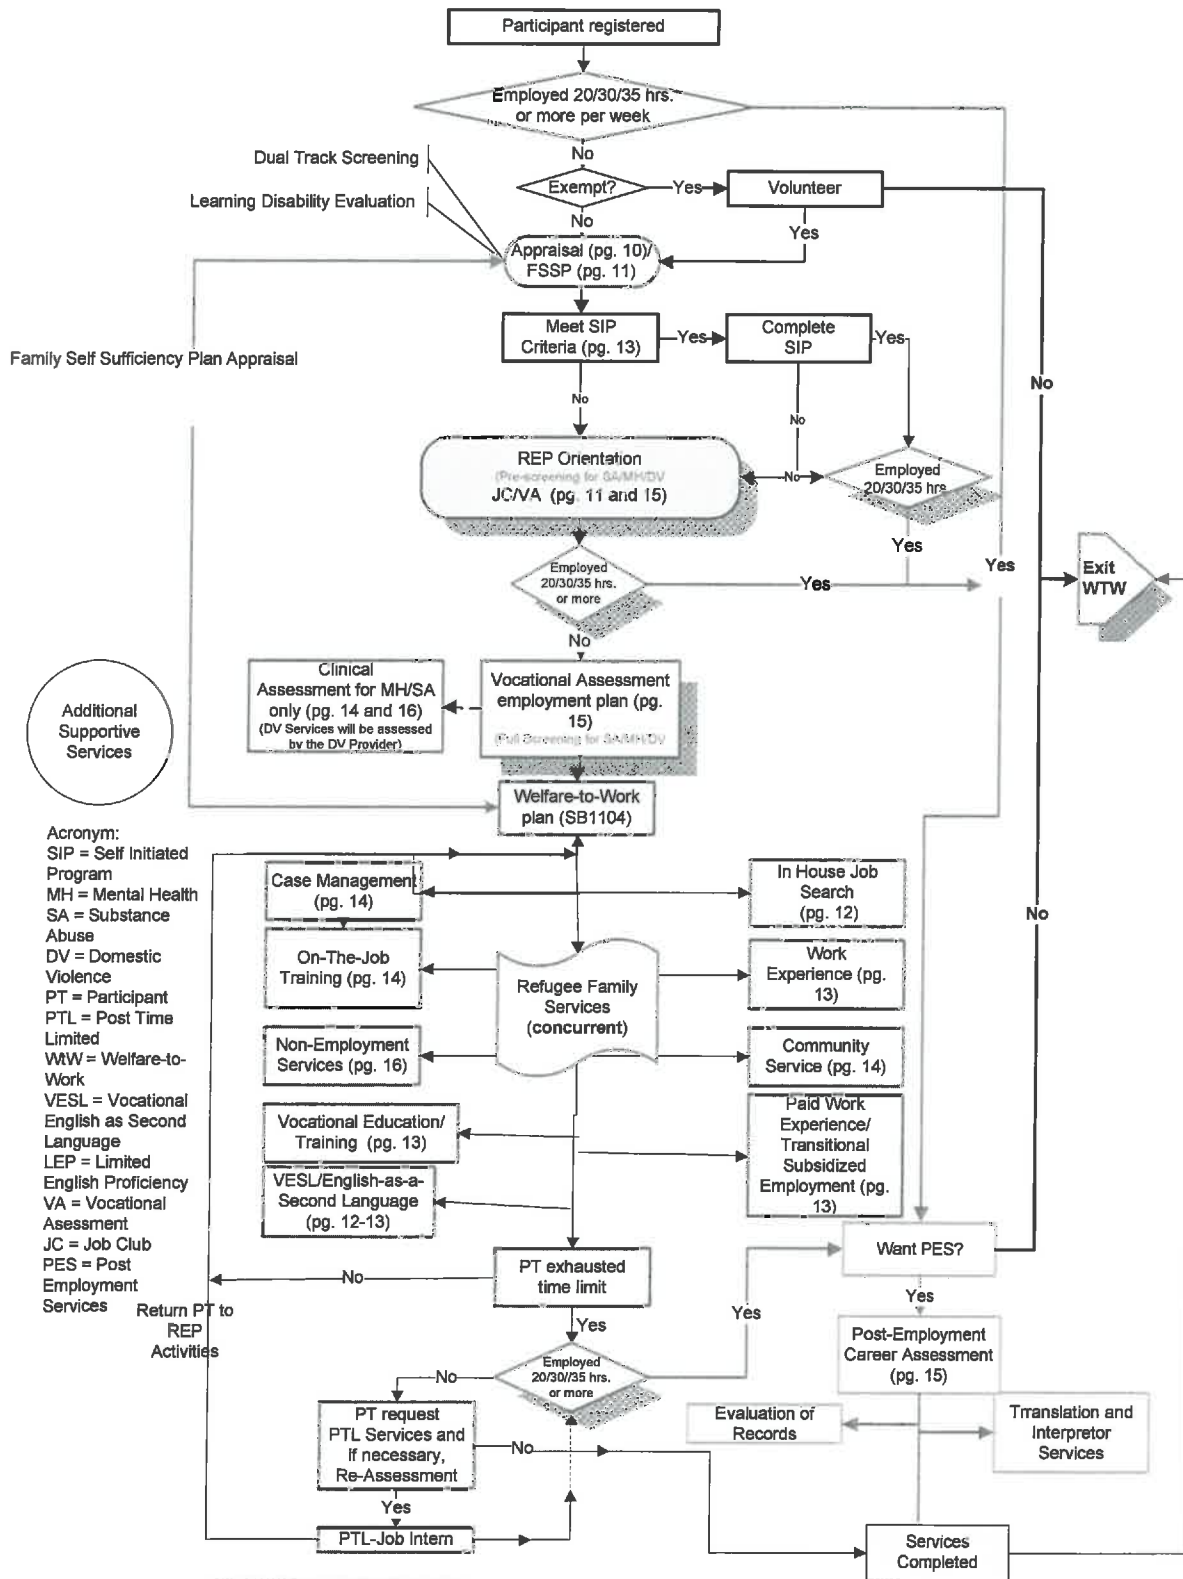 Participant registered
Employed 20/30/35 hrs.
or more per week
No
Dual Track Screening
Exempt?
Yes
Volunteer
Learning Disability Evaluation
No
Yes
Appraisal (pg. 10)/
FSSP (pg. 11)
Meet SIP
Criteria (pg. 13)
Yes
Complete
SIP
Yes
Family Self Sufficiency Plan Appraisal
No
No
No
REP Orientation
(Pre-screening for SA/MH/DV
JC/VA (pg. 11 and 15)
No
Employed
20/30/35 hrs.
Yes
Yes
Exit
WTW
Employed
20/30/35 hrs.
or more
Yes
No
Clinical
Assessment for MH/SA
only (pg. 14 and 16)
(DV Services will be assessed
by the DV Provider)
Vocational Assessment
employment plan (pg.
15)
(Full Screening for SA/MH/DV
Additional
Supportive
Services
Welfare-to-Work
plan (SB1104)
Acronym:
SIP = Self Initiated
Program
MH = Mental Health
SA = Substance
Abuse
DV = Domestic
Violence
PT = Participant
PTL = Post Time
Limited
WtW = Welfare-to-
Work
VESL = Vocational
English as Second
Language
LEP = Limited
English Proficiency
VA = Vocational
Asessment
JC = Job Club
PES = Post
Employment
Services
Case Management
(pg. 14)
In House Job
Search
(pg. 12)
No
On-The-Job
Training (pg. 14)
Refugee Family
Services
(concurrent)
Work
Experience (pg.
13)
Non-Employment
Services (pg. 16)
Community
Service (pg. 14)
Vocational Education/
Training (pg. 13)
Paid Work
Experience/
Transitional
Subsidized
Employment (pg.
13)
VESL/English-as-a-
Second Language
(pg. 12-13)
Want PES?
PT exhausted
time limit
No
Return PT to
REP
Activities
Yes
Yes
Yes
Employed
20/30//35 hrs.
or more
No
Post-Employment
Career Assessment
(pg. 15)
PT request
PTL Services and
If necessary,
Re-Assessment
No
Evaluation of
Records
Translation and
Interpretor
Services
Yes
PTL-Job Intern
Services
Completed